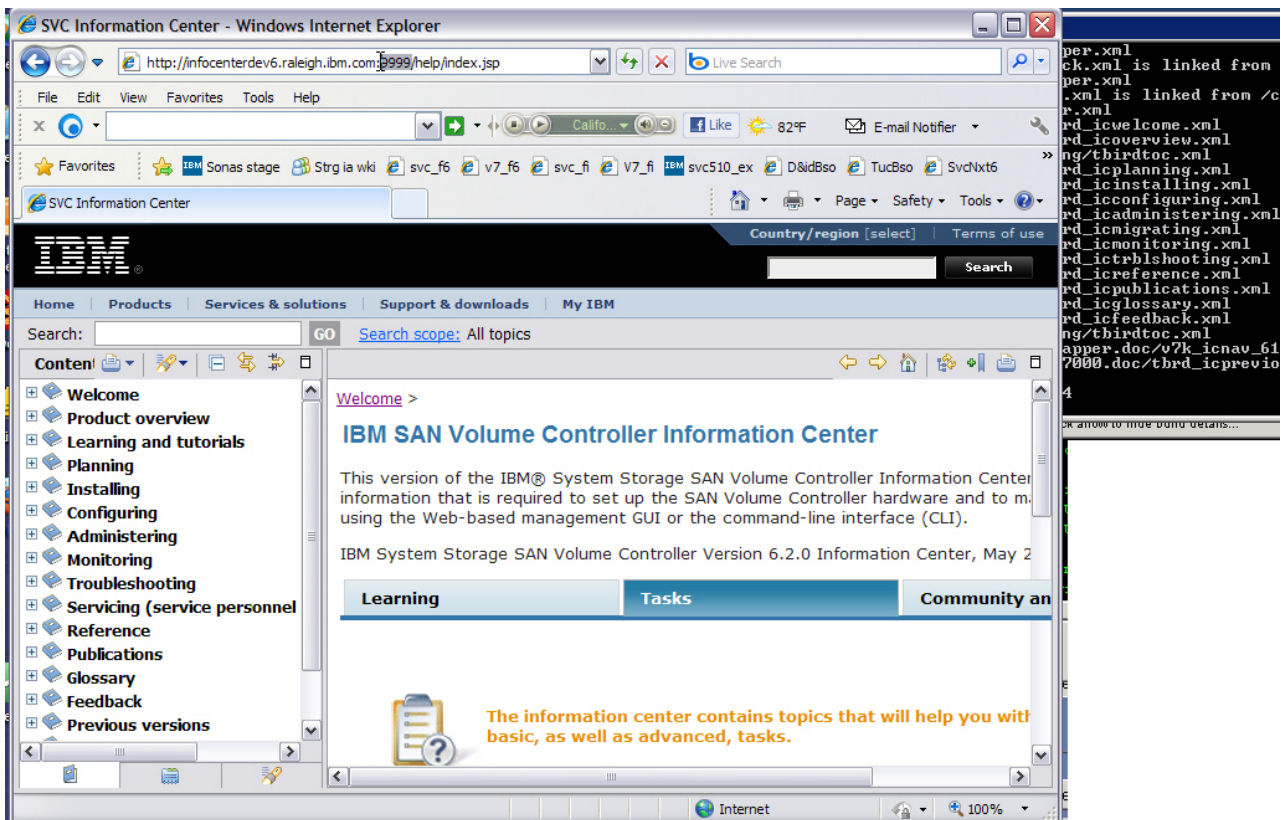 SVC Information Center - Windows Internet Explorer
http://infocenterdev6.raleigh.ibm.com:9999/help/index.jsp
Live Search
File Edit View Favorites Tools Help
Califo...
Like
82°F
E-mail Notifier
Favorites
Sonas stage
Strg ia wki
svc_f6
v7_f6
svc_fi
V7_fi
svc510_ex
D&idBso
TucBso
SvcNxt6
SVC Information Center
Page
Safety
Tools
Country/region [select]
Terms of use
IBM
Search
Home
Products
Services & solutions
Support & downloads
My IBM
Search:
GO
Search scope: All topics
Conten
Welcome
Product overview
Learning and tutorials
Planning
Installing
Configuring
Administering
Monitoring
Troubleshooting
Servicing (service personnel
Reference
Publications
Glossary
Feedback
Previous versions
Welcome >
IBM SAN Volume Controller Information Center
This version of the IBM® System Storage SAN Volume Controller Information Center
information that is required to set up the SAN Volume Controller hardware and to m
using the Web-based management GUI or the command-line interface (CLI).
IBM System Storage SAN Volume Controller Version 6.2.0 Information Center, May 2
Learning
Tasks
Community an
The information center contains topics that will help you with
basic, as well as advanced, tasks.
Internet
100%
per.xml
ck.xml is linked from
per.xml
.xml is linked from /c
r.xml
rd_icwelcome.xml
rd_icoverview.xml
ng/tbirdtoc.xml
rd_icplanning.xml
rd_icinstalling.xml
rd_icconfiguring.xml
rd_icadministering.xml
rd_icmigrating.xml
rd_icmonitoring.xml
rd_ictrblshooting.xml
rd_icreference.xml
rd_icpublications.xml
rd_icglossary.xml
rd_icfeedback.xml
ng/tbirdtoc.xml
apper.doc/v7k_icnav_61
7000.doc/tbrd_icprevio
4